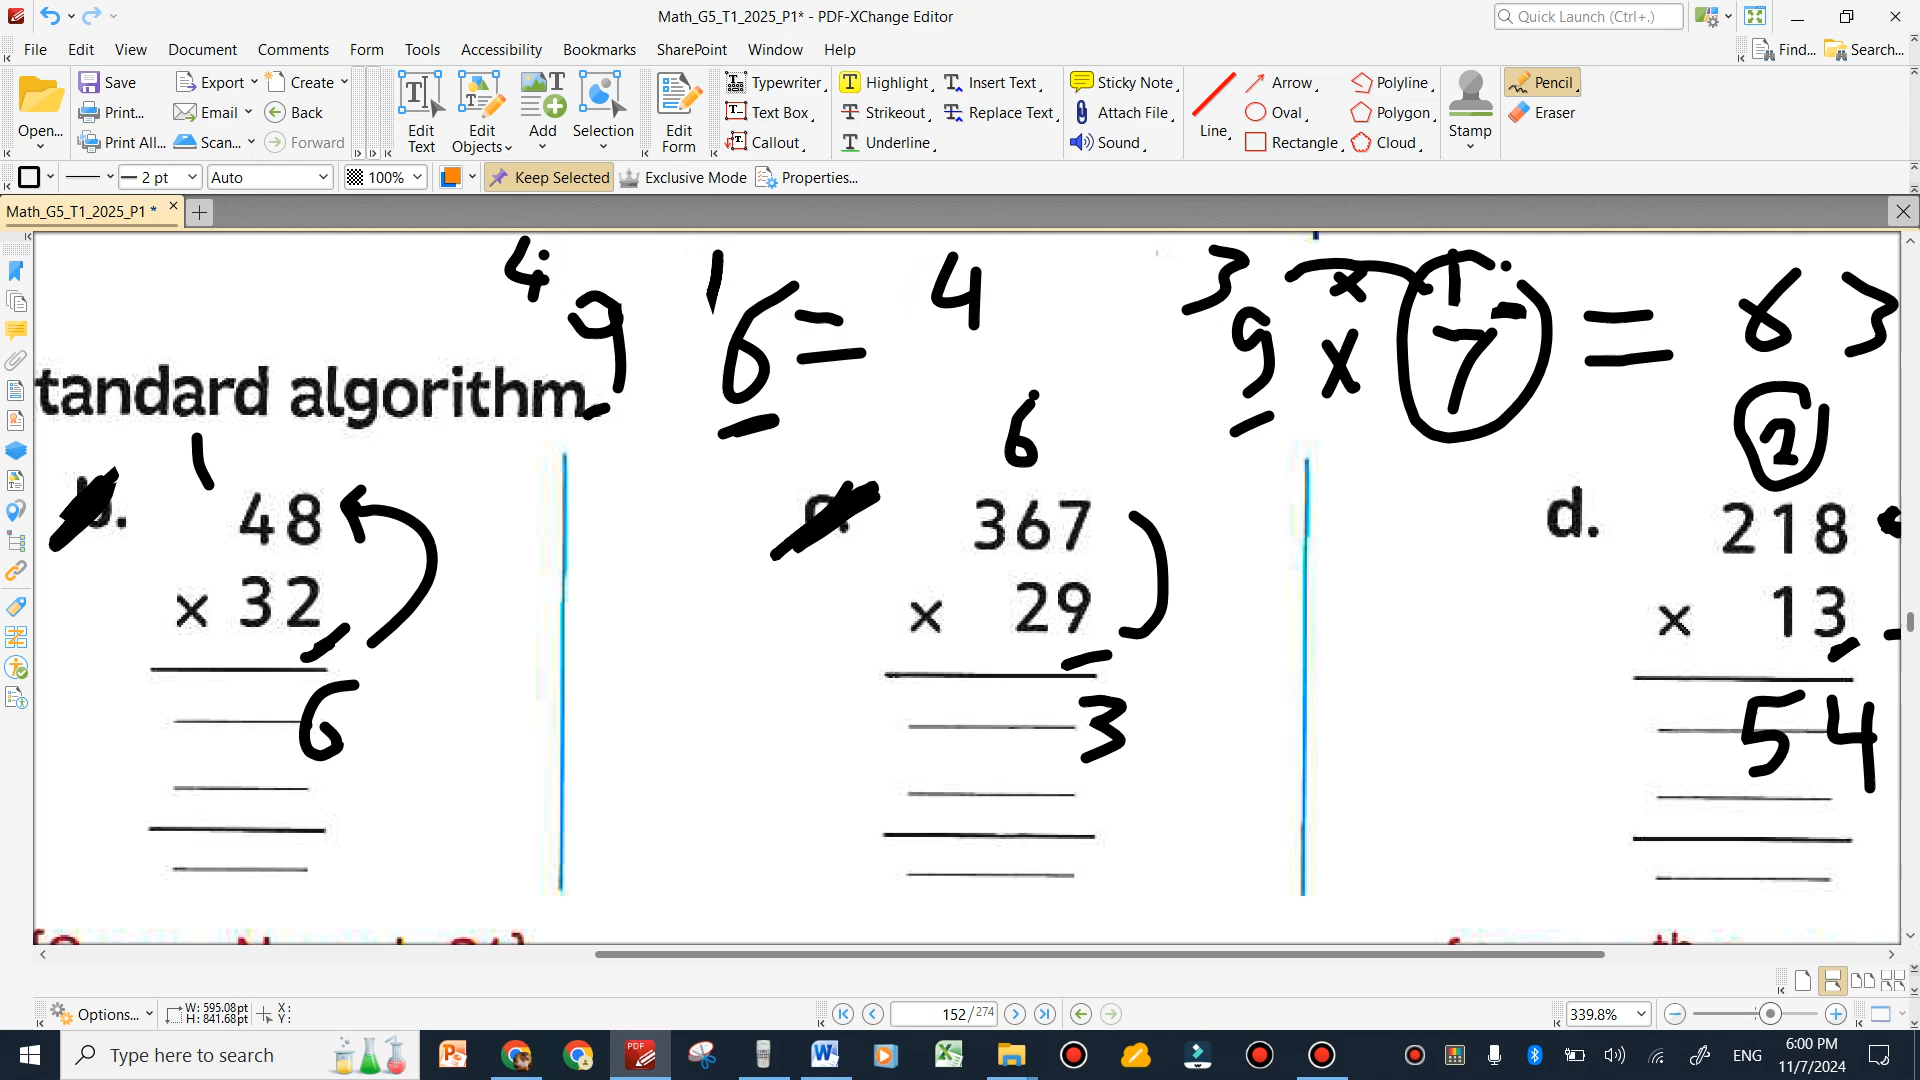 Math_G5_T1_2025_P1* - PDF-XChange Editor
Quick Launch (Ctrl+.)
File Edit View Document Comments Form Tools Accessibility Bookmarks SharePoint Window Help
Find... Search...
Open...
Save Export Create
Print... Email Back
Print All... Scan... Forward
Edit Text
Edit Objects
Add
Selection
Edit Form
Typewriter Highlight Insert Text
Text Box Strikeout Replace Text
Callout Underline
Sticky Note
Attach File
Sound
Line
Arrow Polyline
Oval Polygon
Rectangle Cloud
Stamp
Pencil
Eraser
2 pt Auto 100% Keep Selected Exclusive Mode Properties...
Math_G5_T1_2025_P1 *
4 9 1 6 = 4
3 9 × 7 = 63
tandard algorithm.
1 6 2
48 367 d. 218
× 32 × 29 × 13
6 3 54
Options... W: 595.08pt H: 841.68pt X: Y:
152 / 274
339.8%
Type here to search
ENG
6:00 PM
11/7/2024